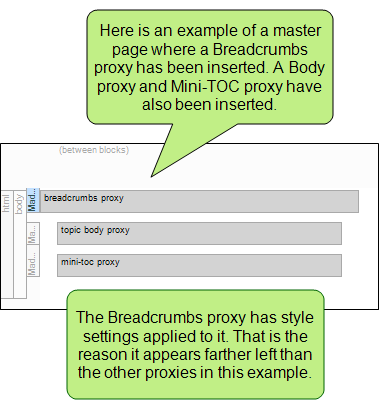 Here is an example of a master
page where a Breadcrumbs
proxy has been inserted. A Body
proxy and Mini-TOC proxy have
also been inserted.
(between blocks)
html
body
Mad...
breadcrumbs proxy
Ma...
topic body proxy
Mad...
mini-toc proxy
The Breadcrumbs proxy has style
settings applied to it. That is the
reason it appears farther left than
the other proxies in this example.